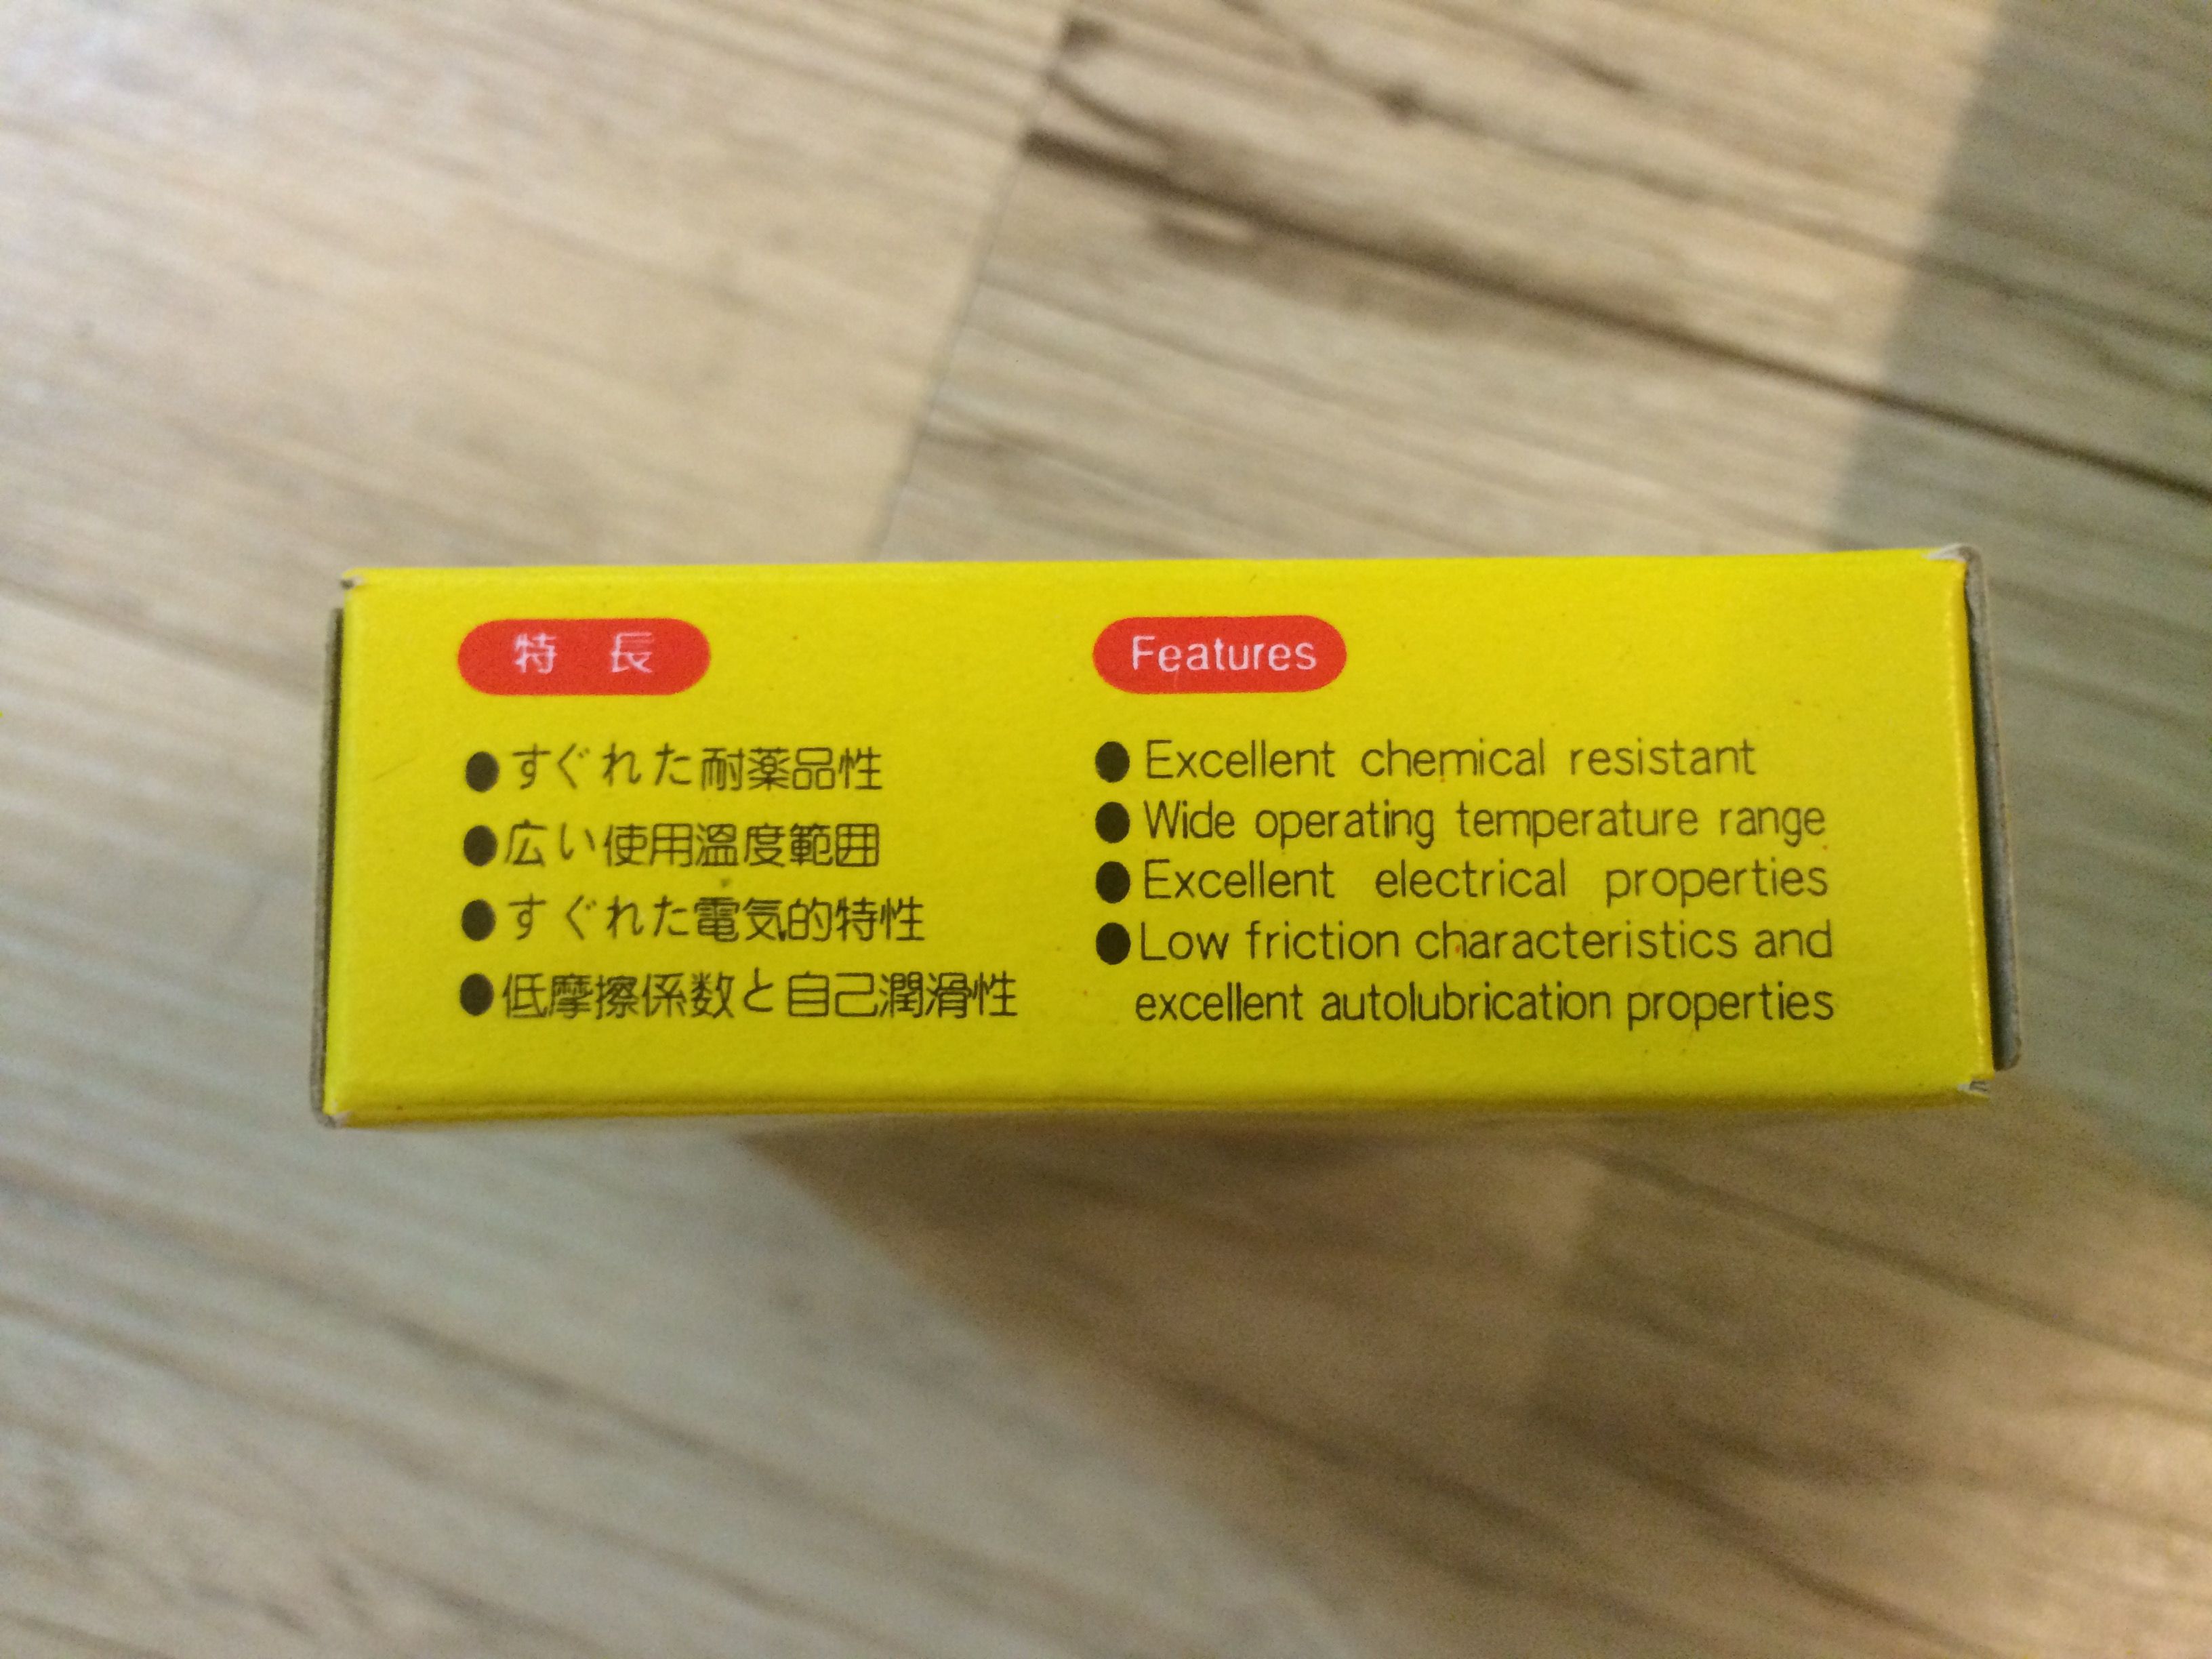 特 長
●すぐれた耐薬品性
●広い使用溫度範囲
●すぐれた電気的特性
●低摩擦係数と自己潤滑性
Features
●Excellent chemical resistant
●Wide operating temperature range
●Excellent electrical properties
●Low friction characteristics and
excellent autolubrication properties